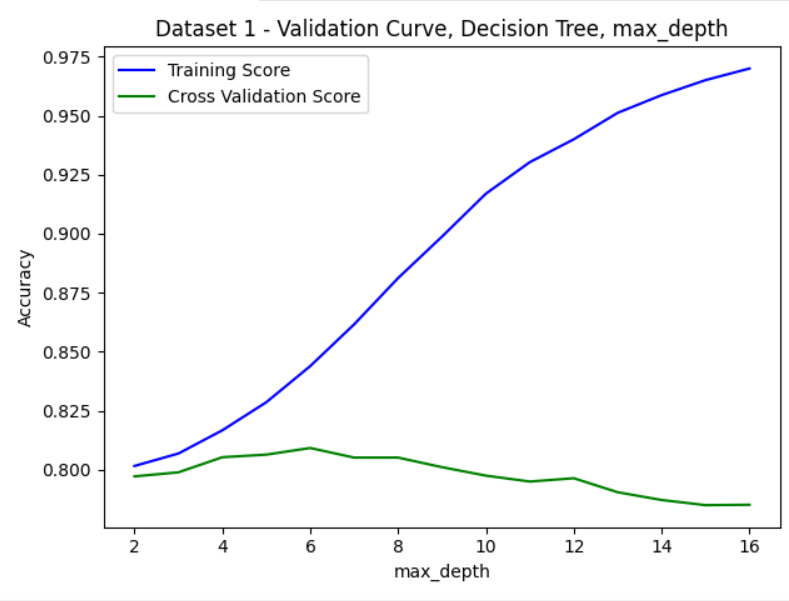 Dataset 1 - Validation Curve, Decision Tree, max_depth
Training Score
Cross Validation Score
0.975
0.950
0.925
0.900
0.875
0.850
0.825
0.800
Accuracy
2 4 6 8 10 12 14 16
max_depth